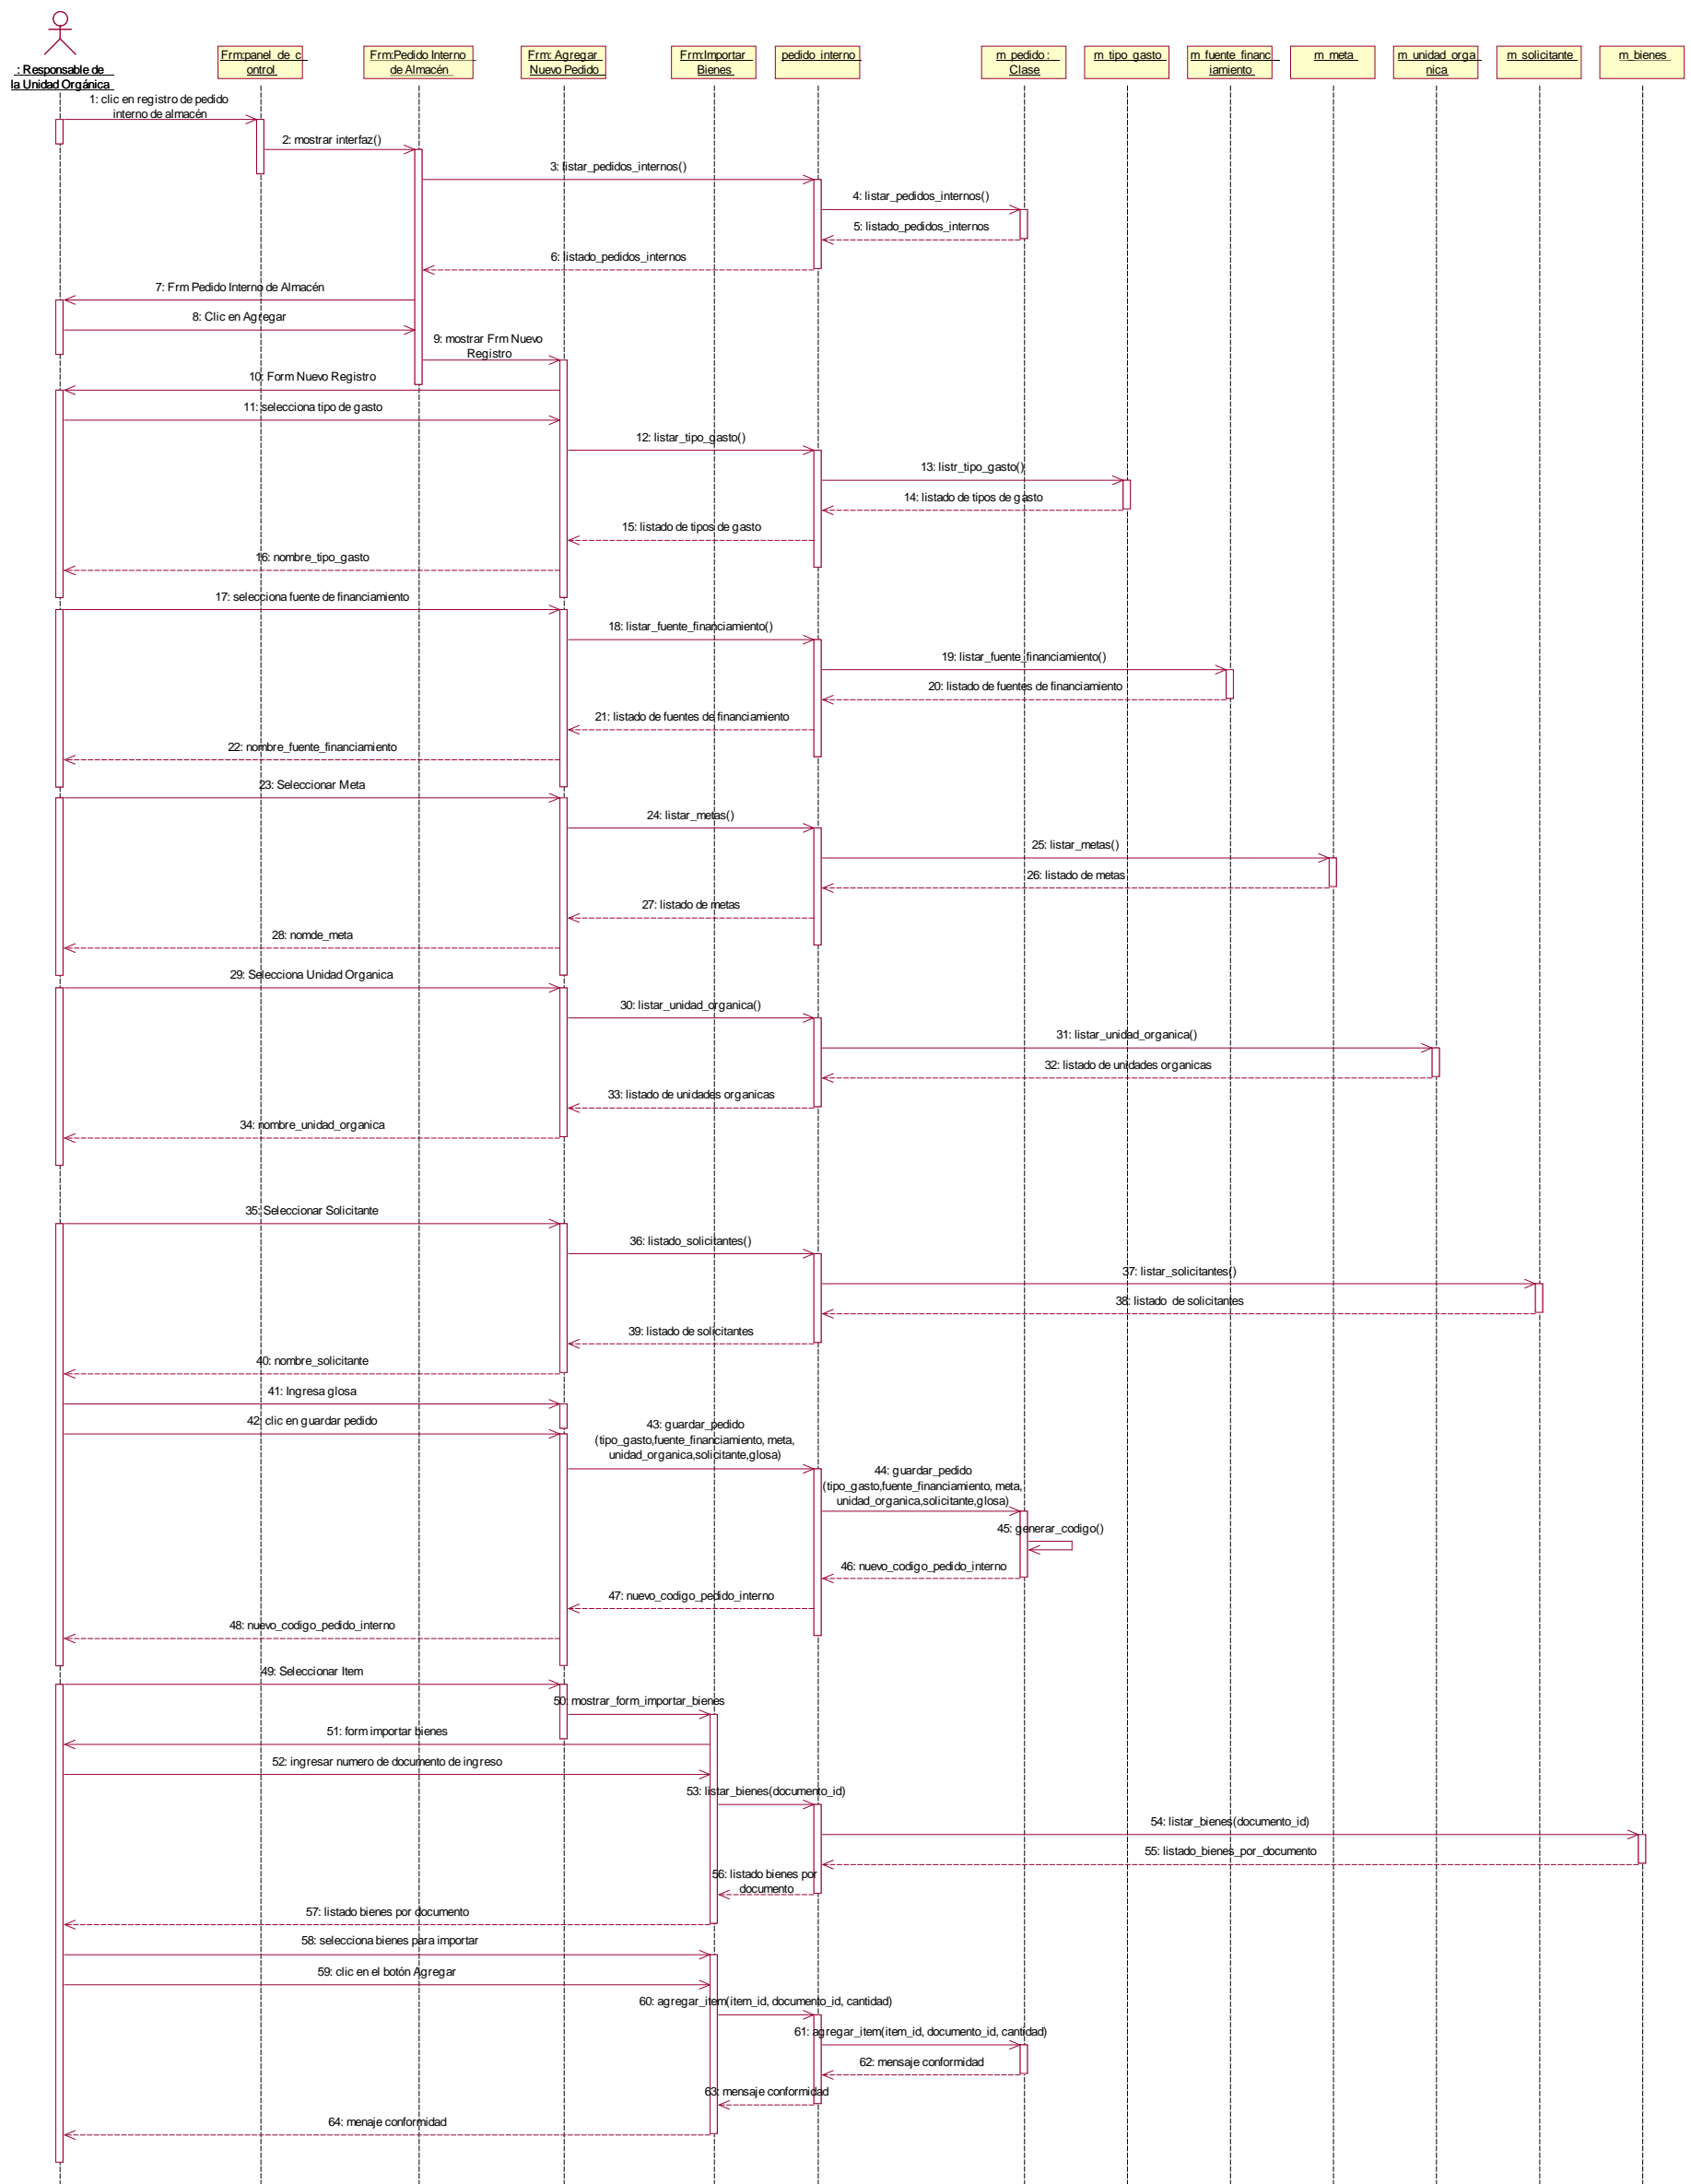 : Responsable de
la Unidad Orgánica
Frm:panel_de_c
ontrol
Frm:Pedido Interno
de Almacén
Frm: Agregar
Nuevo Pedido
Frm:Importar
Bienes
pedido_interno
m_pedido :
Clase
m_tipo_gasto
m_fuente_financ
iamiento
m_meta
m_unidad_orga
nica
m_solicitante
m_bienes
1: clic en registro de pedido
interno de almacén
2: mostrar interfaz()
3: listar_pedidos_internos()
4: listar_pedidos_internos()
5: listado_pedidos_internos
6: listado_pedidos_internos
7: Frm Pedido Interno de Almacén
8: Clic en Agregar
9: mostrar Frm Nuevo
Registro
10: Form Nuevo Registro
11: selecciona tipo de gasto
12: listar_tipo_gasto()
13: listr_tipo_gasto()
14: listado de tipos de gasto
15: listado de tipos de gasto
16: nombre_tipo_gasto
17: selecciona fuente de financiamiento
18: listar_fuente_financiamiento()
19: listar_fuente_financiamiento()
20: listado de fuentes de financiamiento
21: listado de fuentes de financiamiento
22: nombre_fuente_financiamiento
23: Seleccionar Meta
24: listar_metas()
25: listar_metas()
26: listado de metas
27: listado de metas
28: nomde_meta
29: Selecciona Unidad Organica
30: listar_unidad_organica()
31: listar_unidad_organica()
32: listado de unidades organicas
33: listado de unidades organicas
34: nombre_unidad_organica
35: Seleccionar Solicitante
36: listado_solicitantes()
37: listar_solicitantes()
38: listado  de solicitantes
39: listado de solicitantes
40: nombre_solicitante
41: Ingresa glosa
42: clic en guardar pedido
43: guardar_pedido
(tipo_gasto,fuente_financiamiento, meta,
unidad_organica,solicitante,glosa)
44: guardar_pedido
(tipo_gasto,fuente_financiamiento, meta,
unidad_organica,solicitante,glosa)
45: generar_codigo()
46: nuevo_codigo_pedido_interno
47: nuevo_codigo_pedido_interno
48: nuevo_codigo_pedido_interno
49: Seleccionar Item
50: mostrar_form_importar_bienes
51: form importar bienes
52: ingresar numero de documento de ingreso
53: listar_bienes(documento_id)
54: listar_bienes(documento_id)
55: listado_bienes_por_documento
56: listado bienes por
documento
57: listado bienes por documento
58: selecciona bienes para importar
59: clic en el botón Agregar
60: agregar_item(item_id, documento_id, cantidad)
61: agregar_item(item_id, documento_id, cantidad)
62: mensaje conformidad
63: mensaje conformidad
64: menaje conformidad